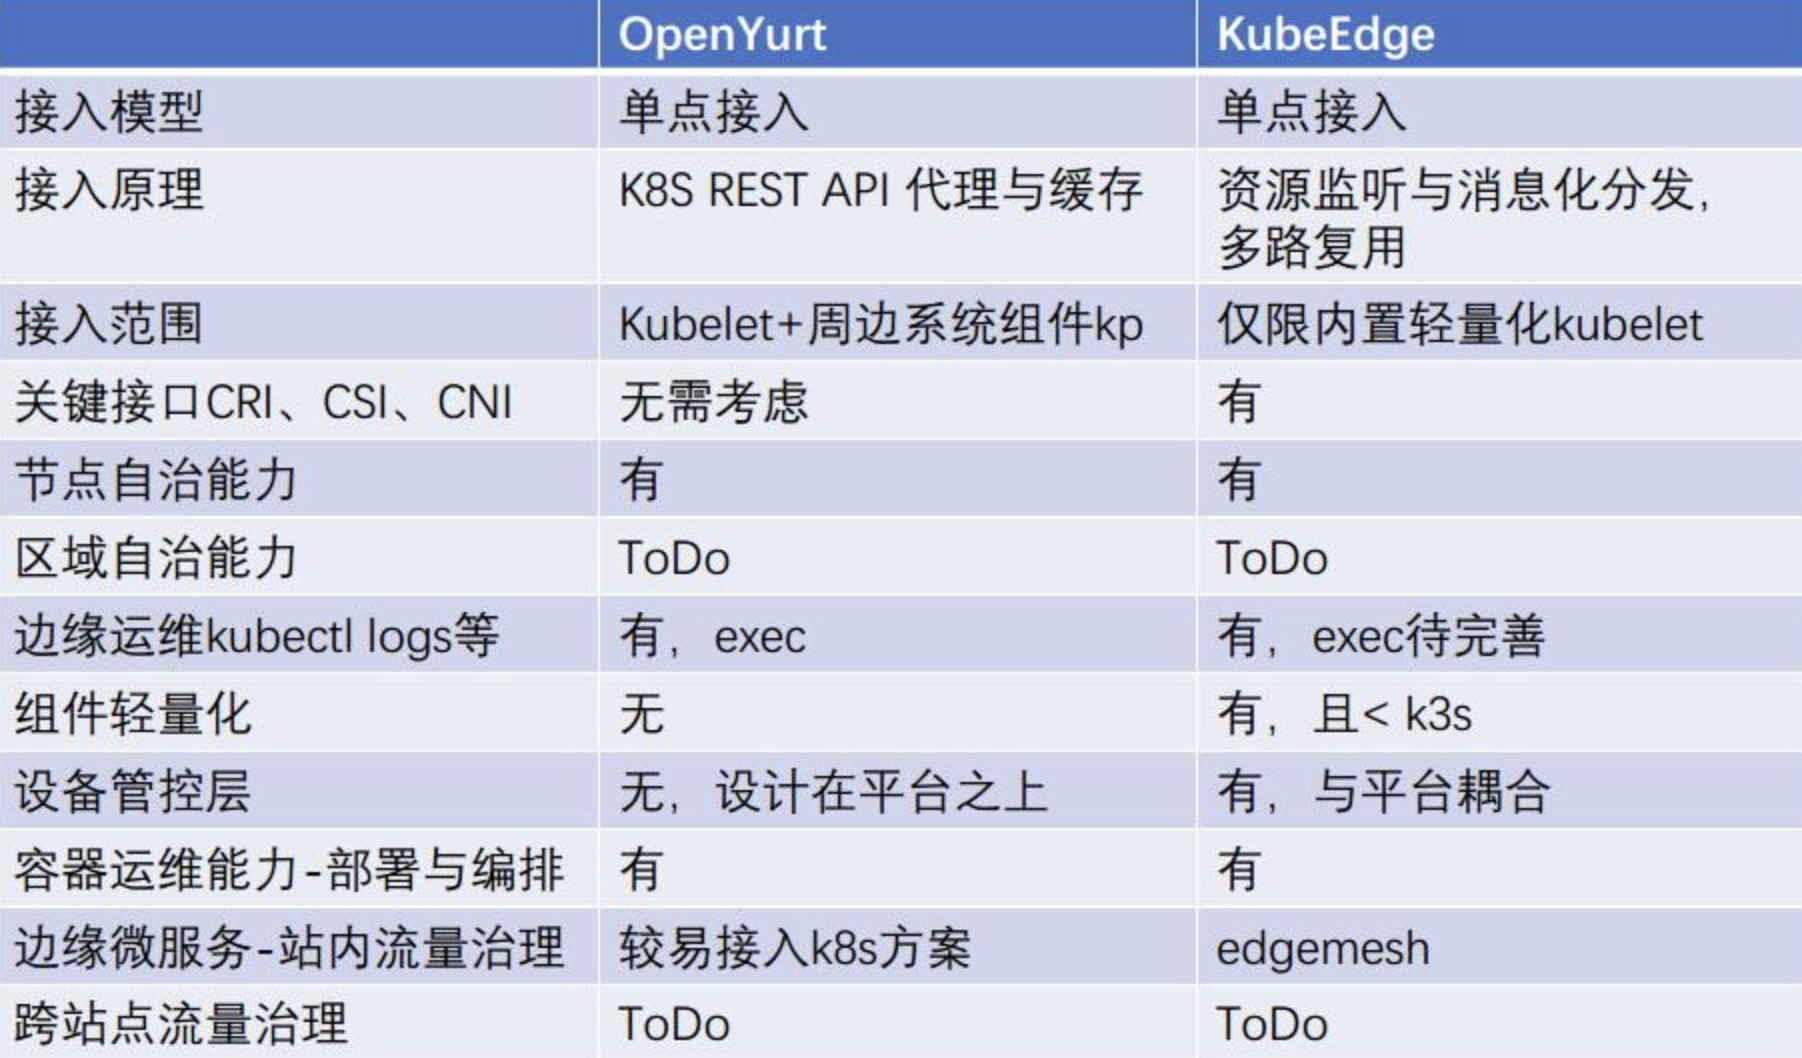 OpenYurt KubeEdge
接入模型 单点接入 单点接入
接入原理 K8S REST API 代理与缓存 资源监听与消息化分发，
多路复用
接入范围 Kubelet+周边系统组件kp 仅限内置轻量化kubelet
关键接口CRI、CSI、CNI 无需考虑 有
节点自治能力 有 有
区域自治能力 ToDo ToDo
边缘运维kubectl logs等 有，exec 有，exec待完善
组件轻量化 无 有，且< k3s
设备管控层 无，设计在平台之上 有，与平台耦合
容器运维能力-部署与编排 有 有
边缘微服务-站内流量治理 较易接入k8s方案 edgemesh
跨站点流量治理 ToDo ToDo